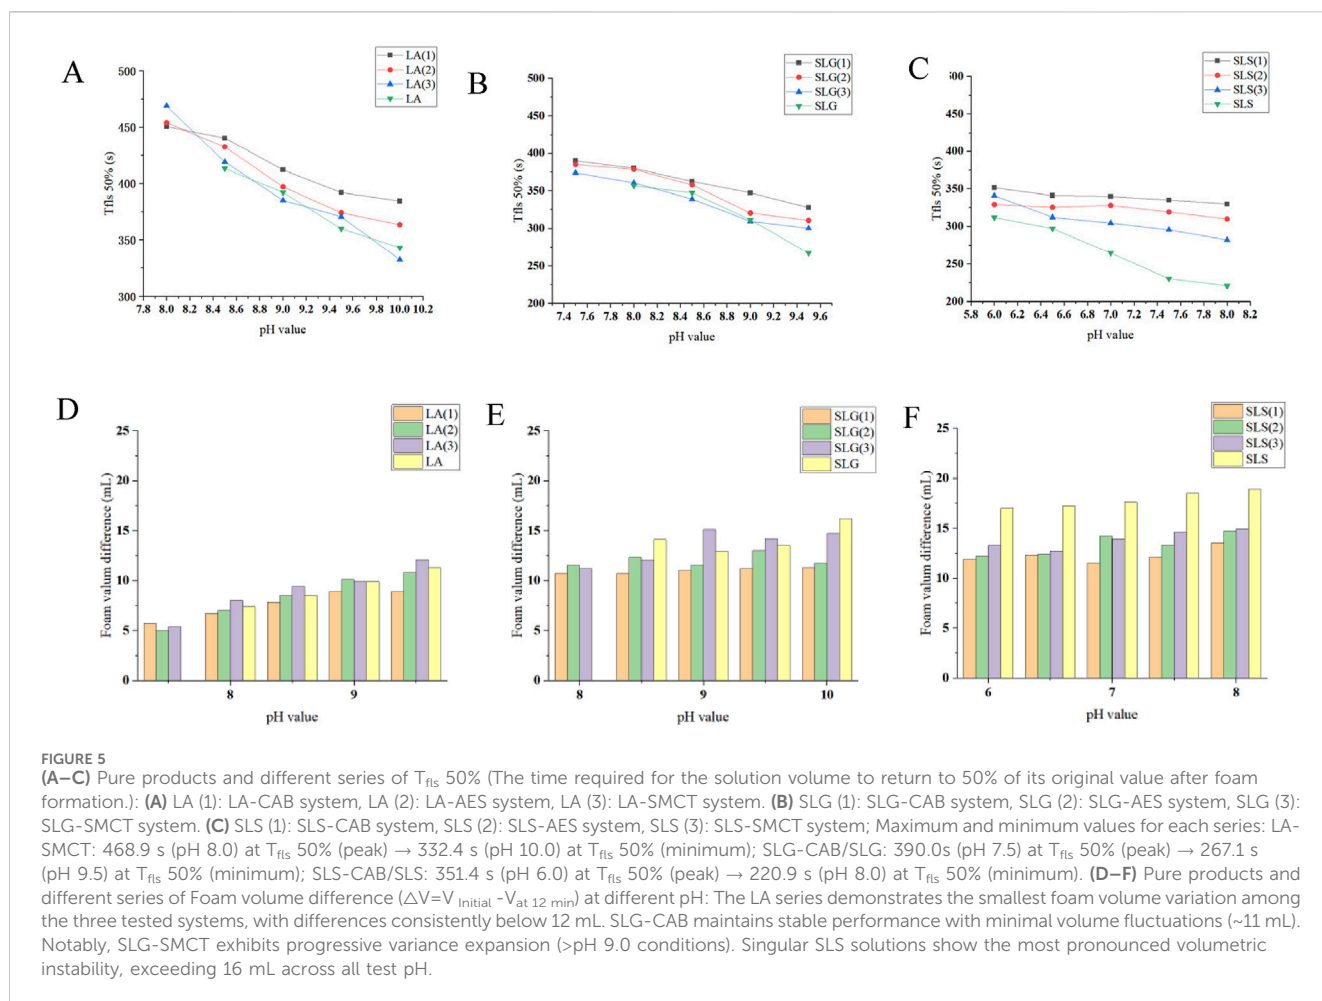 A
LA(1)
LA(2)
LA(3)
LA
500
450
400
350
300
Tfls 50% (s)
7.8 8.0 8.2 8.4 8.6 8.8 9.0 9.2 9.4 9.6 9.8 10.0 10.2
pH value
B
SLG(1)
SLG(2)
SLG(3)
SLG
500
450
400
350
300
250
200
Tfls 50% (s)
7.4 7.6 7.8 8.0 8.2 8.4 8.6 8.8 9.0 9.2 9.4 9.6
pH value
C
SLS(1)
SLS(2)
SLS(3)
SLS
00
450
400
350
300
250
200
Tfls 50% (s)
5.8 6.0 6.2 6.4 6.6 6.8 7.0 7.2 7.4 7.6 7.8 8.0 8.2
pH value
D
LA(1)
LA(2)
LA(3)
LA
25
20
15
10
5
0
Foam valum difference (mL)
8 9
pH value
E
SLG(1)
SLG(2)
SLG(3)
SLG
25
20
15
10
5
0
Foam valum difference (mL)
8 9 10
pH value
F
SLS(1)
SLS(2)
SLS(3)
SLS
25
20
15
10
5
0
Foam valum difference (mL)
6 7 8
pH value
FIGURE 5
(A–C) Pure products and different series of Tfls 50% (The time required for the solution volume to return to 50% of its original value after foam
formation.): (A) LA (1): LA-CAB system, LA (2): LA-AES system, LA (3): LA-SMCT system. (B) SLG (1): SLG-CAB system, SLG (2): SLG-AES system, SLG (3):
SLG-SMCT system. (C) SLS (1): SLS-CAB system, SLS (2): SLS-AES system, SLS (3): SLS-SMCT system; Maximum and minimum values for each series: LA-
SMCT: 468.9 s (pH 8.0) at Tfls 50% (peak) → 332.4 s (pH 10.0) at Tfls 50% (minimum); SLG-CAB/SLG: 390.0s (pH 7.5) at Tfls 50% (peak) → 267.1 s
(pH 9.5) at Tfls 50% (minimum); SLS-CAB/SLS: 351.4 s (pH 6.0) at Tfls 50% (peak) → 220.9 s (pH 8.0) at Tfls 50% (minimum). (D–F) Pure products and
different series of Foam volume difference (△V=V Initial -Vat 12 min) at different pH: The LA series demonstrates the smallest foam volume variation among
the three tested systems, with differences consistently below 12 mL. SLG-CAB maintains stable performance with minimal volume fluctuations (~11 mL).
Notably, SLG-SMCT exhibits progressive variance expansion (>pH 9.0 conditions). Singular SLS solutions show the most pronounced volumetric
instability, exceeding 16 mL across all test pH.